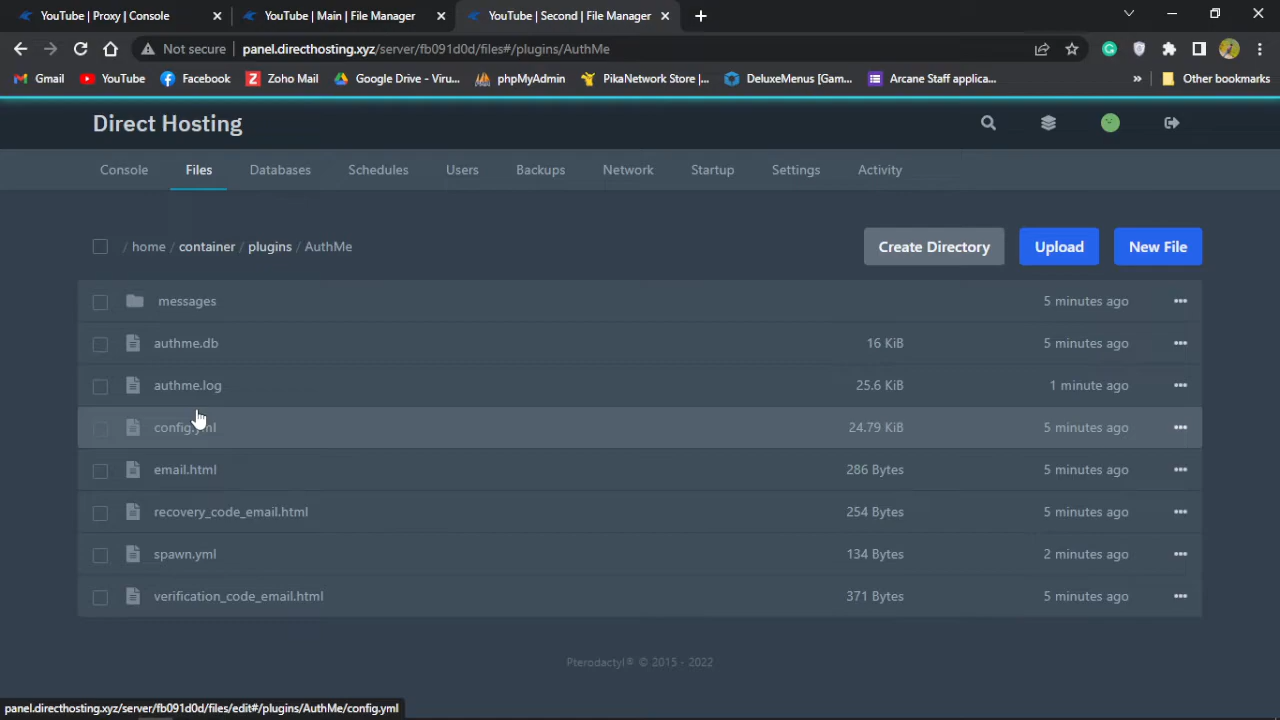 YouTube | Proxy | Console
YouTube | Main | File Manager
YouTube | Second | File Manager
Not secure
panel.directhosting.xyz/server/fb091d0d/files#/plugins/AuthMe
Gmail
YouTube
Facebook
Zoho Mail
Google Drive - Viru...
phpMyAdmin
PikaNetwork Store |...
DeluxeMenus [Gam...
Arcane Staff applica...
»
Other bookmarks
Direct Hosting
Console
Files
Databases
Schedules
Users
Backups
Network
Startup
Settings
Activity
/ home / container / plugins / AuthMe
Create Directory
Upload
New File
messages 5 minutes ago
authme.db 16 KiB 5 minutes ago
authme.log 25.6 KiB 1 minute ago
config.yml 24.79 KiB 5 minutes ago
email.html 286 Bytes 5 minutes ago
recovery_code_email.html 254 Bytes 5 minutes ago
spawn.yml 134 Bytes 2 minutes ago
verification_code_email.html 371 Bytes 5 minutes ago
Pterodactyl® © 2015 - 2022
panel.directhosting.xyz/server/fb091d0d/files/edit#/plugins/AuthMe/config.yml